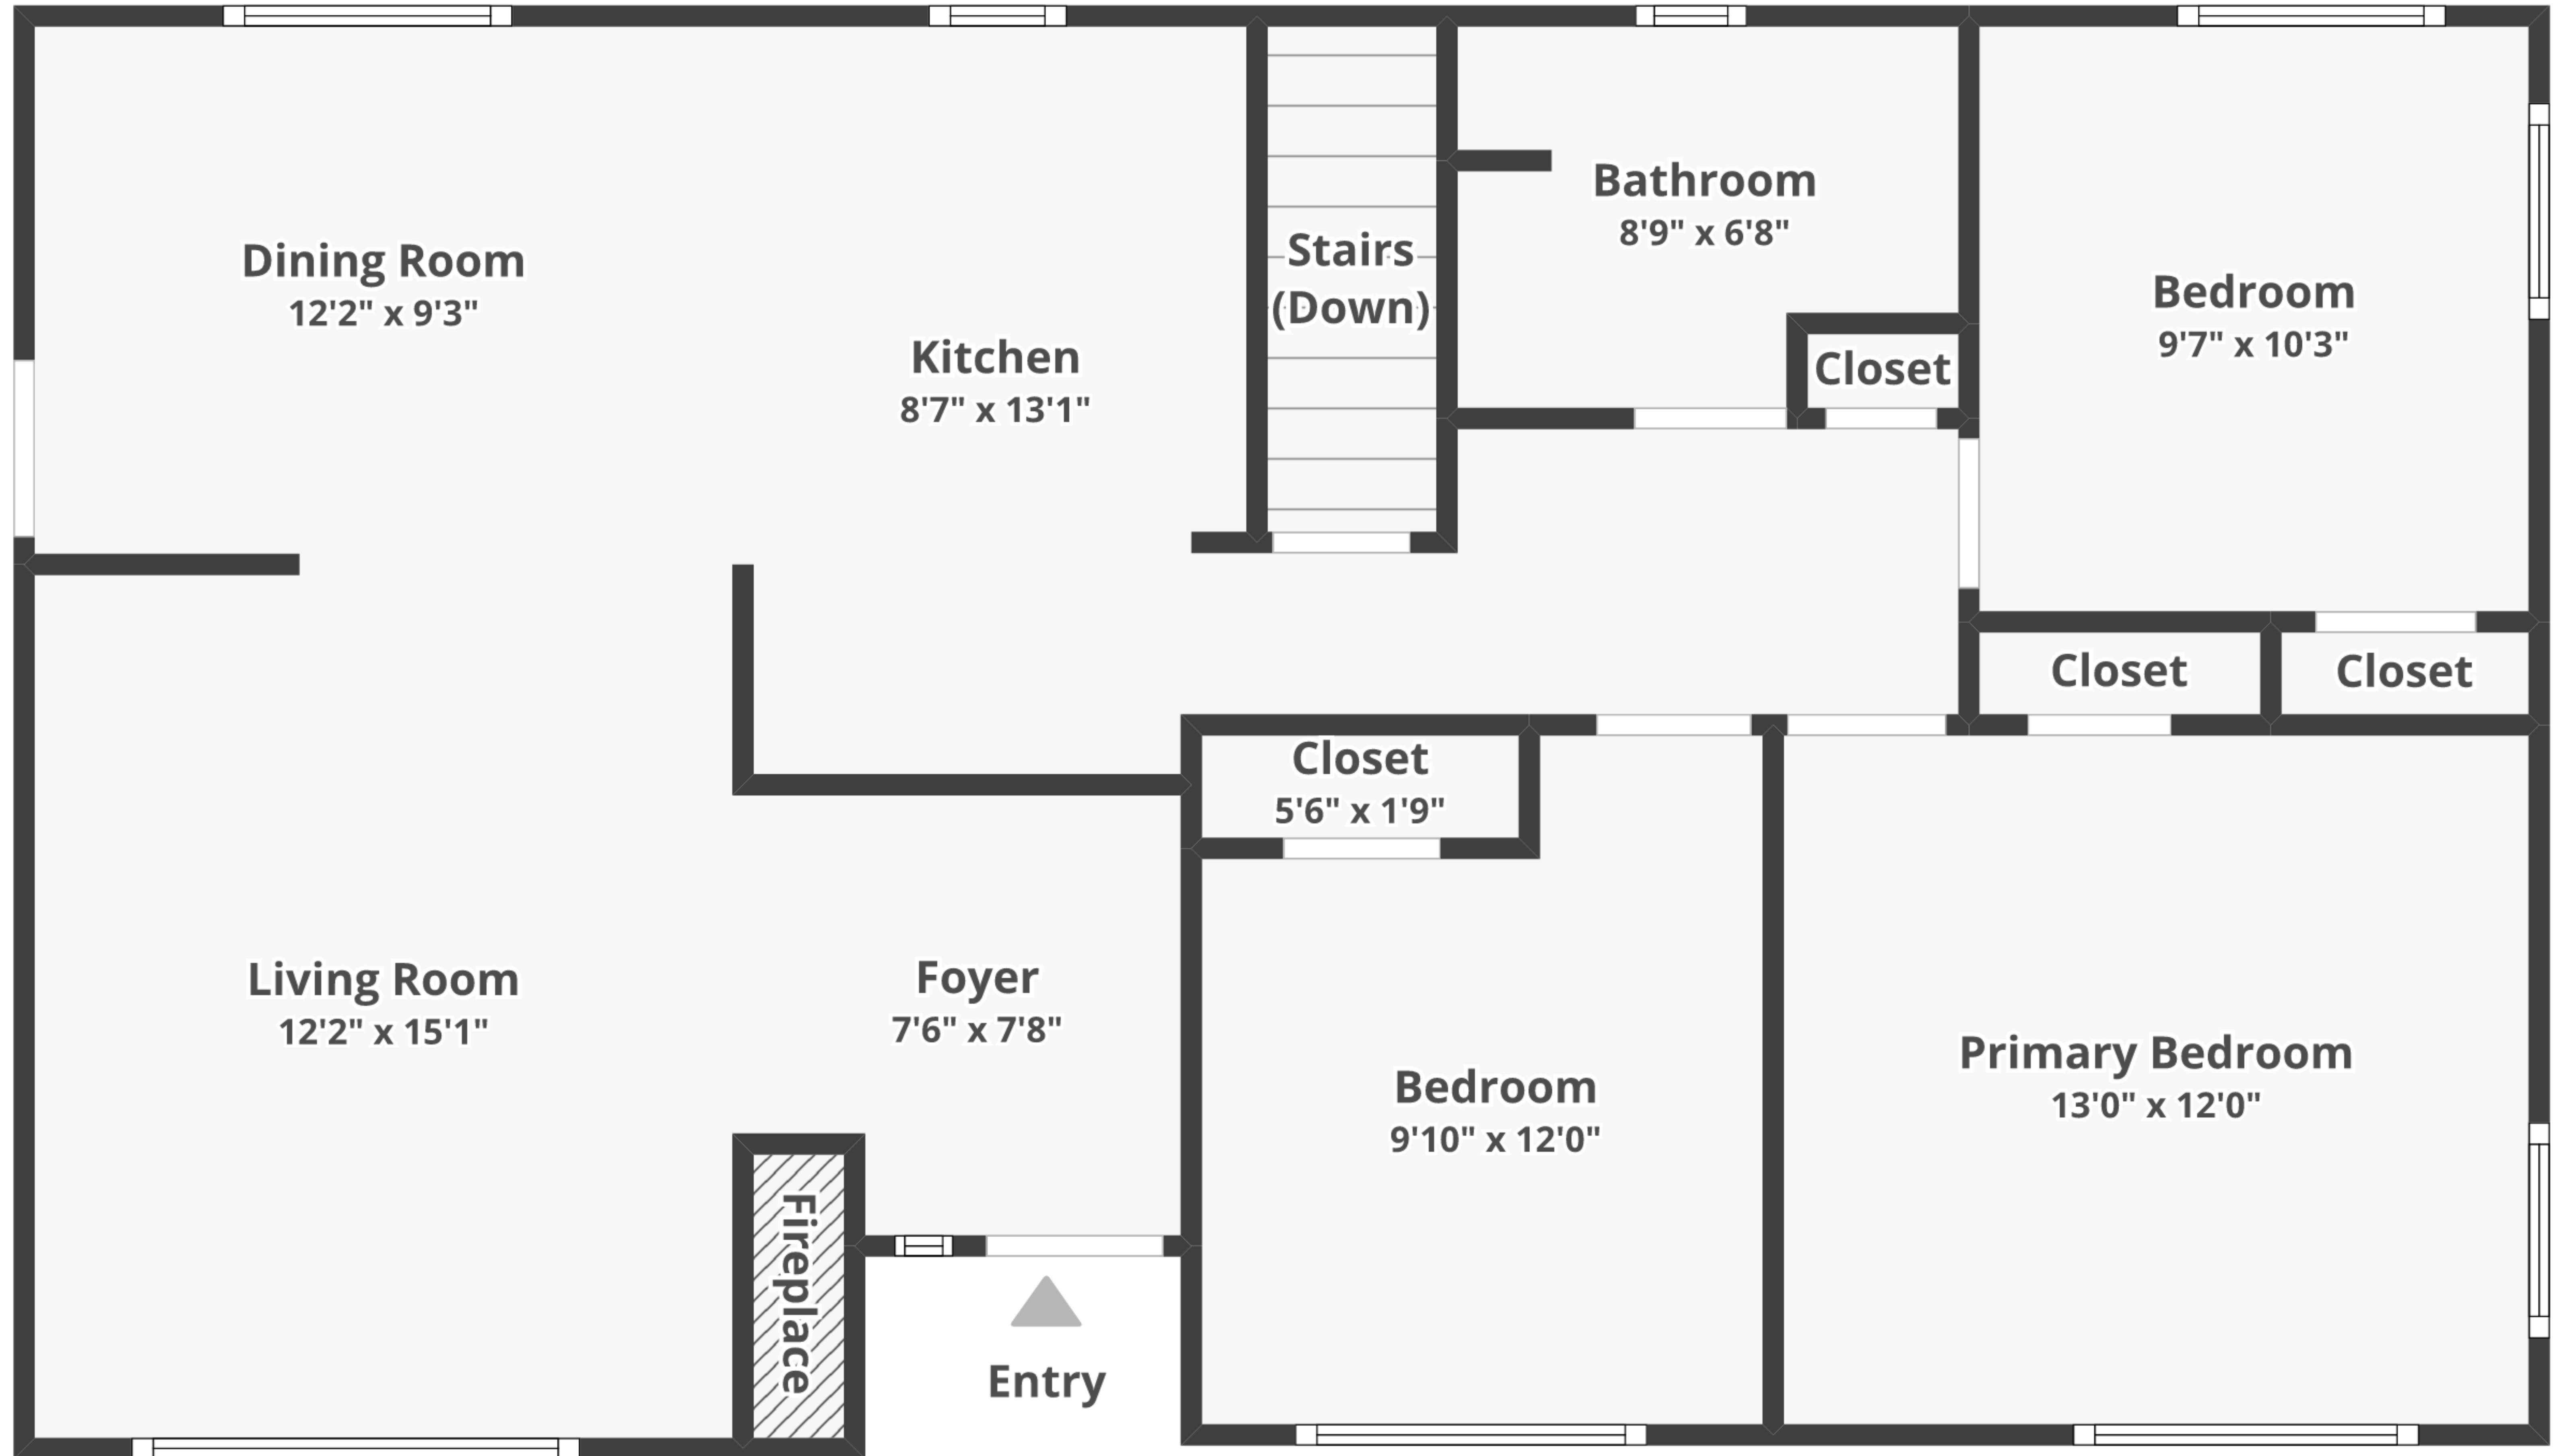 Dining Room
12'2" x 9'3"
Kitchen
8'7" x 13'1"
Stairs
(Down)
Bathroom
8'9" x 6'8"
Closet
Bedroom
9'7" x 10'3"
Closet
Closet
Closet
5'6" x 1'9"
Living Room
12'2" x 15'1"
Foyer
7'6" x 7'8"
Bedroom
9'10" x 12'0"
Primary Bedroom
13'0" x 12'0"
Fireplace
Entry